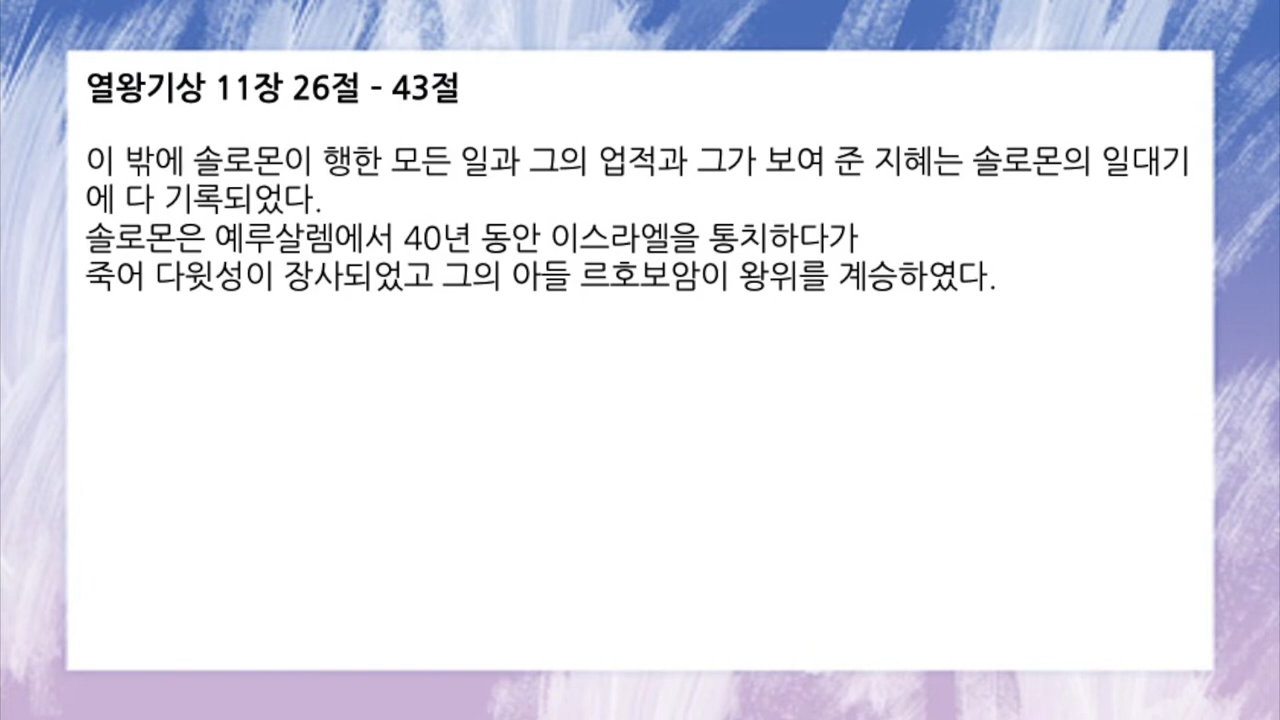 열왕기상 11장 26절 - 43절
이 밖에 솔로몬이 행한 모든 일과 그의 업적과 그가 보여 준 지혜는 솔로몬의 일대기
에 다 기록되었다.
솔로몬은 예루살렘에서 40년 동안 이스라엘을 통치하다가
죽어 다윗성이 장사되었고 그의 아들 르호보암이 왕위를 계승하였다.